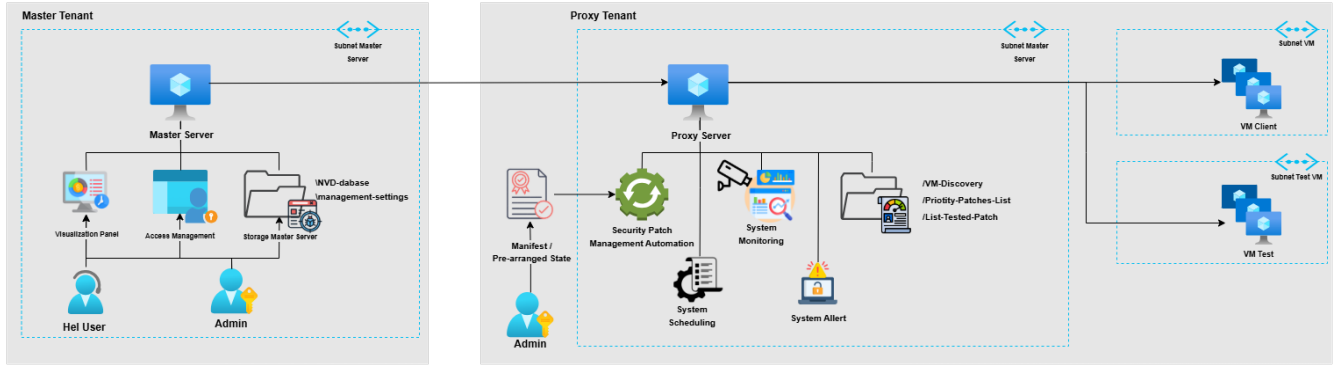 Master Tenant
Subnet Master
Server
Master Server
\NVD-dabase
\management-settings
Visualization Panel
Access Management
Storage Master Server
Hel User
Admin
Proxy Tenant
Subnet Master
Server
Proxy Server
/VM-Discovery
/Priotity-Patches-List
/List-Tested-Patch
Manifest /
Pre-arranged State
Security Patch
Management Automation
System
Monitoring
System
Scheduling
System Allert
Admin
Subnet VM
VM Client
Subnet Test VM
VM Test